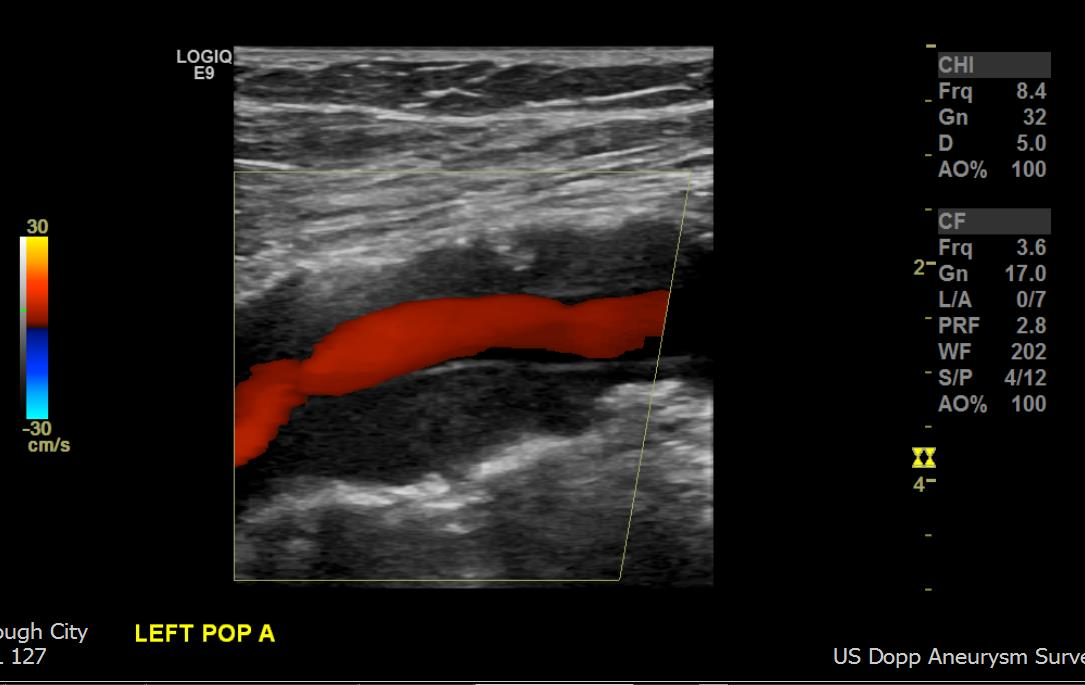 LOGIQ
E9
30
-30
cm/s
CHI
Frq 8.4
Gn 32
D 5.0
AO% 100
CF
Frq 3.6
Gn 17.0
L/A 0/7
PRF 2.8
WF 202
S/P 4/12
AO% 100
2
4
ough City
127
LEFT POP A
US Dopp Aneurysm Surve